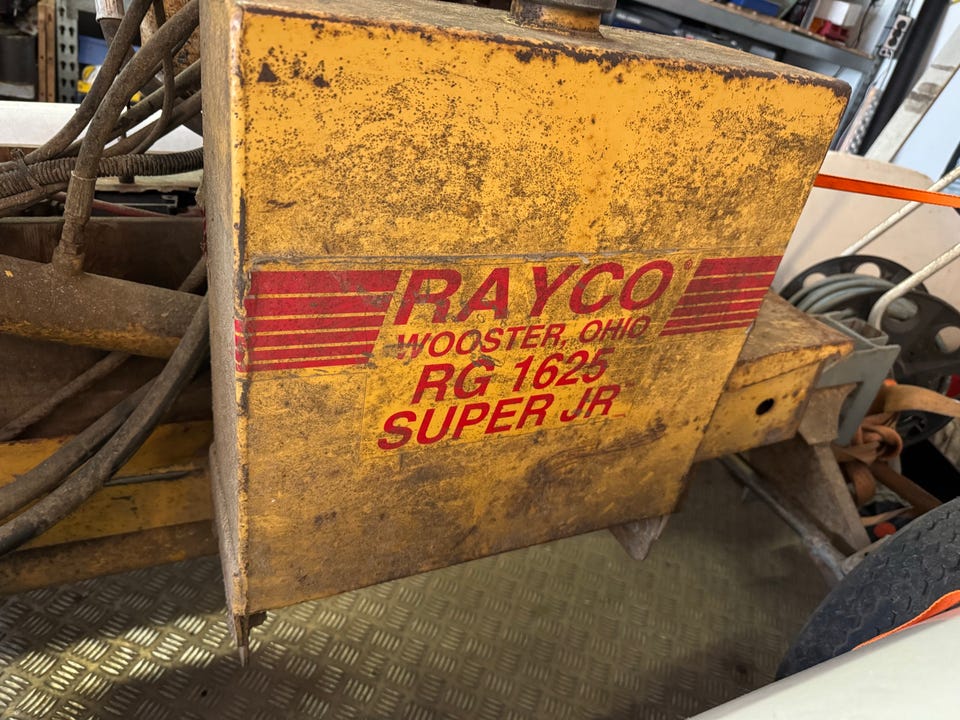 RAYCO
WOOSTER, OHIO
RG 1625
SUPER JR